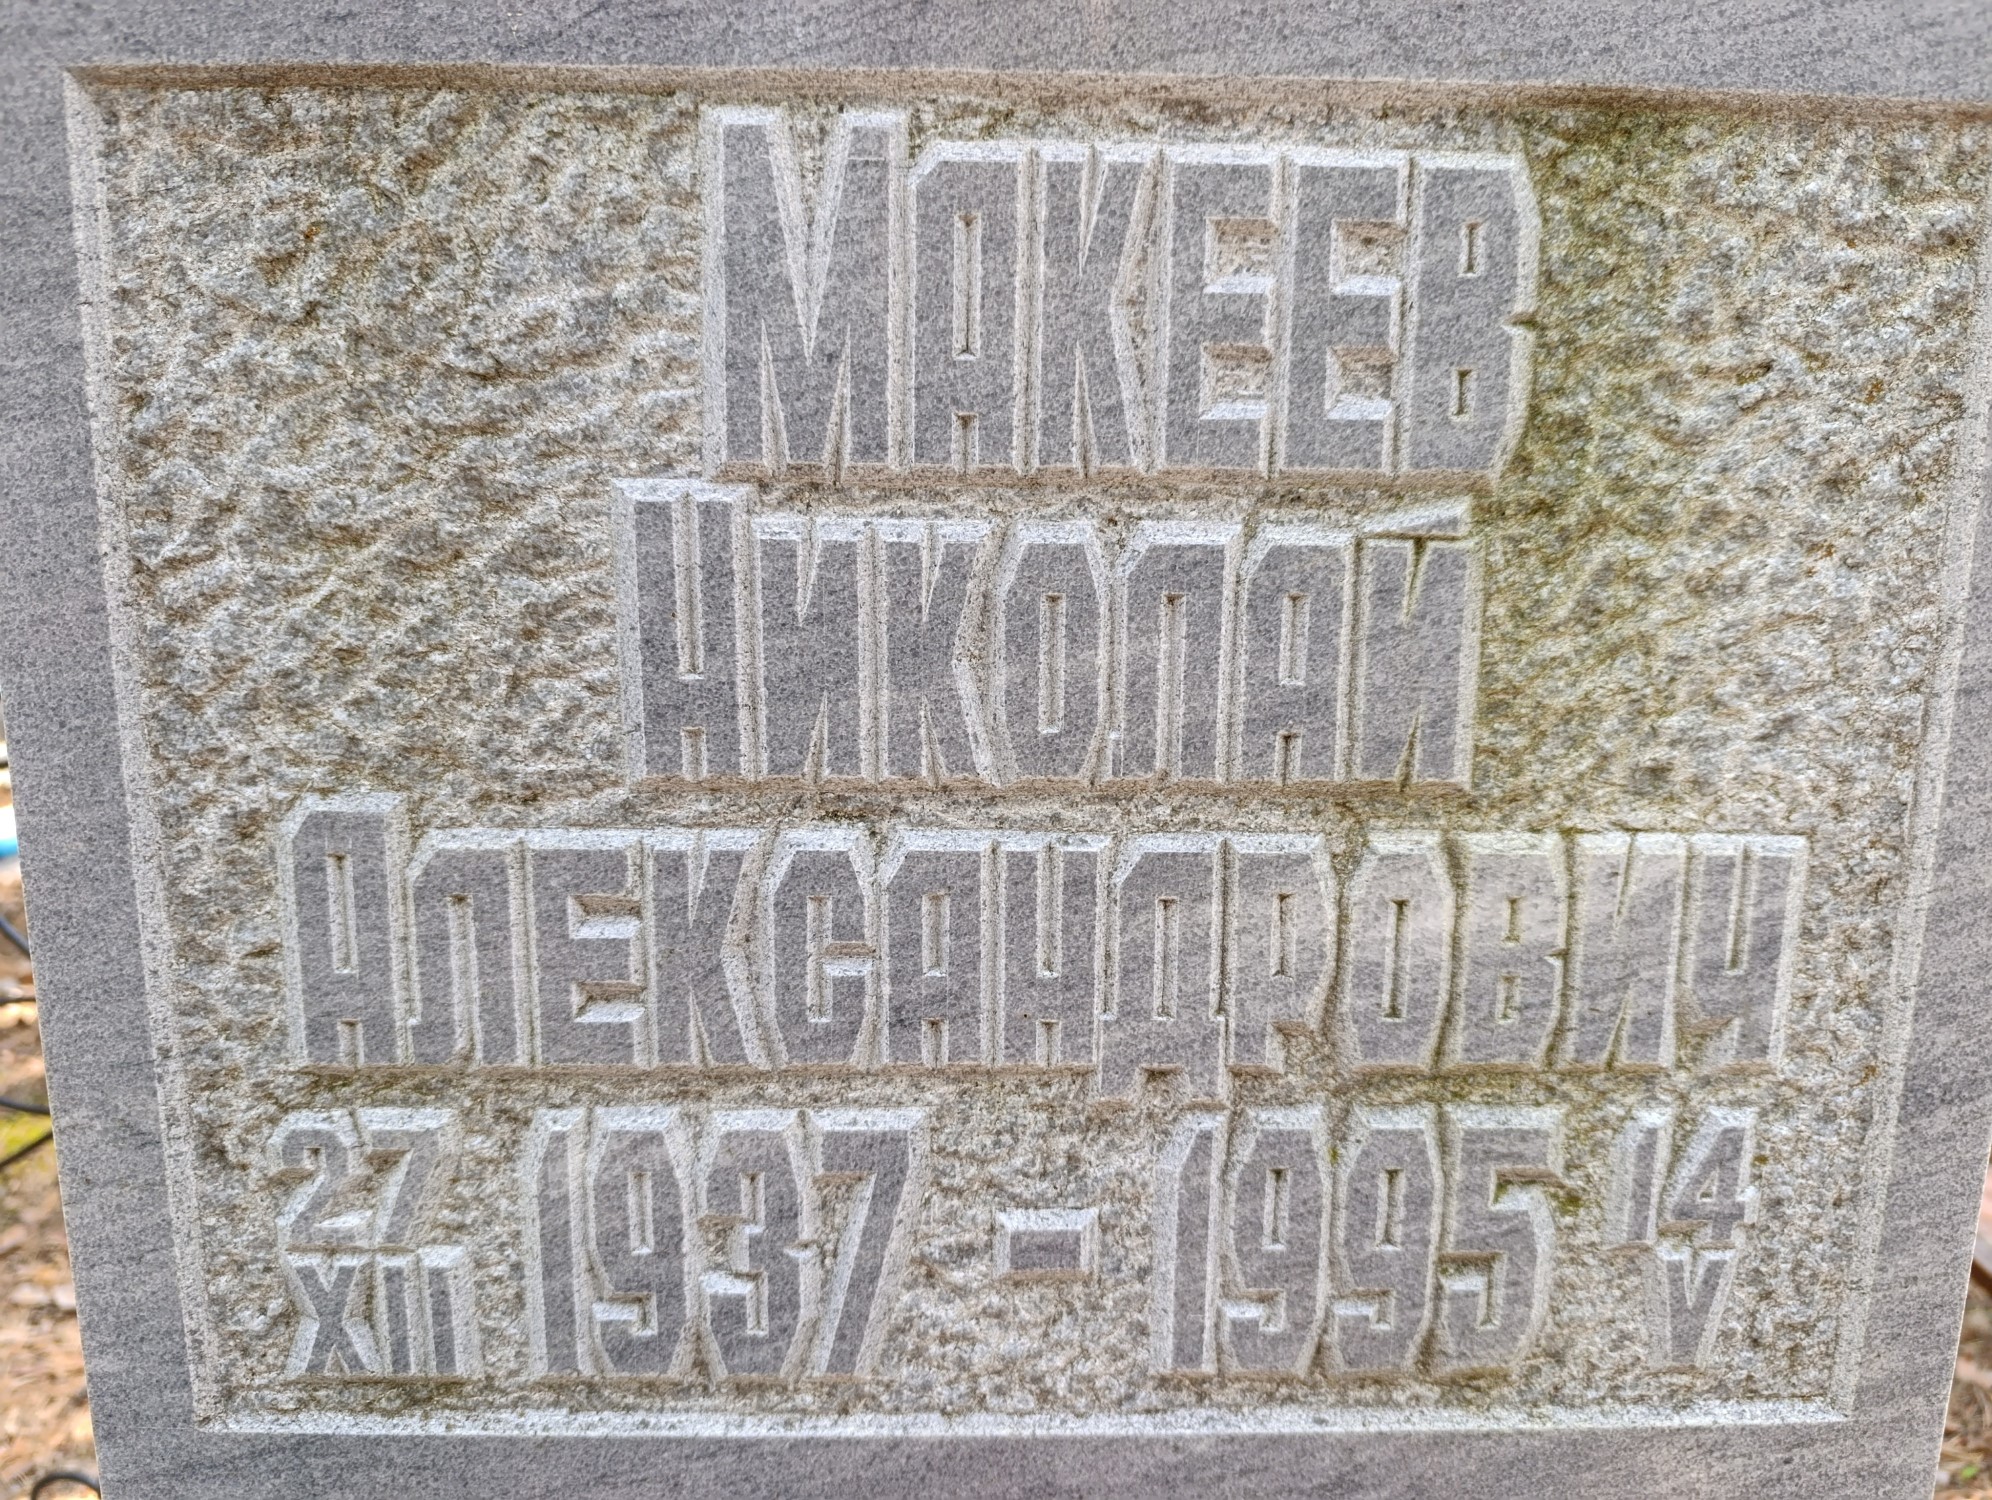 Макеев
Николай
Александрович
27 XII 1937 - 1995 14 V